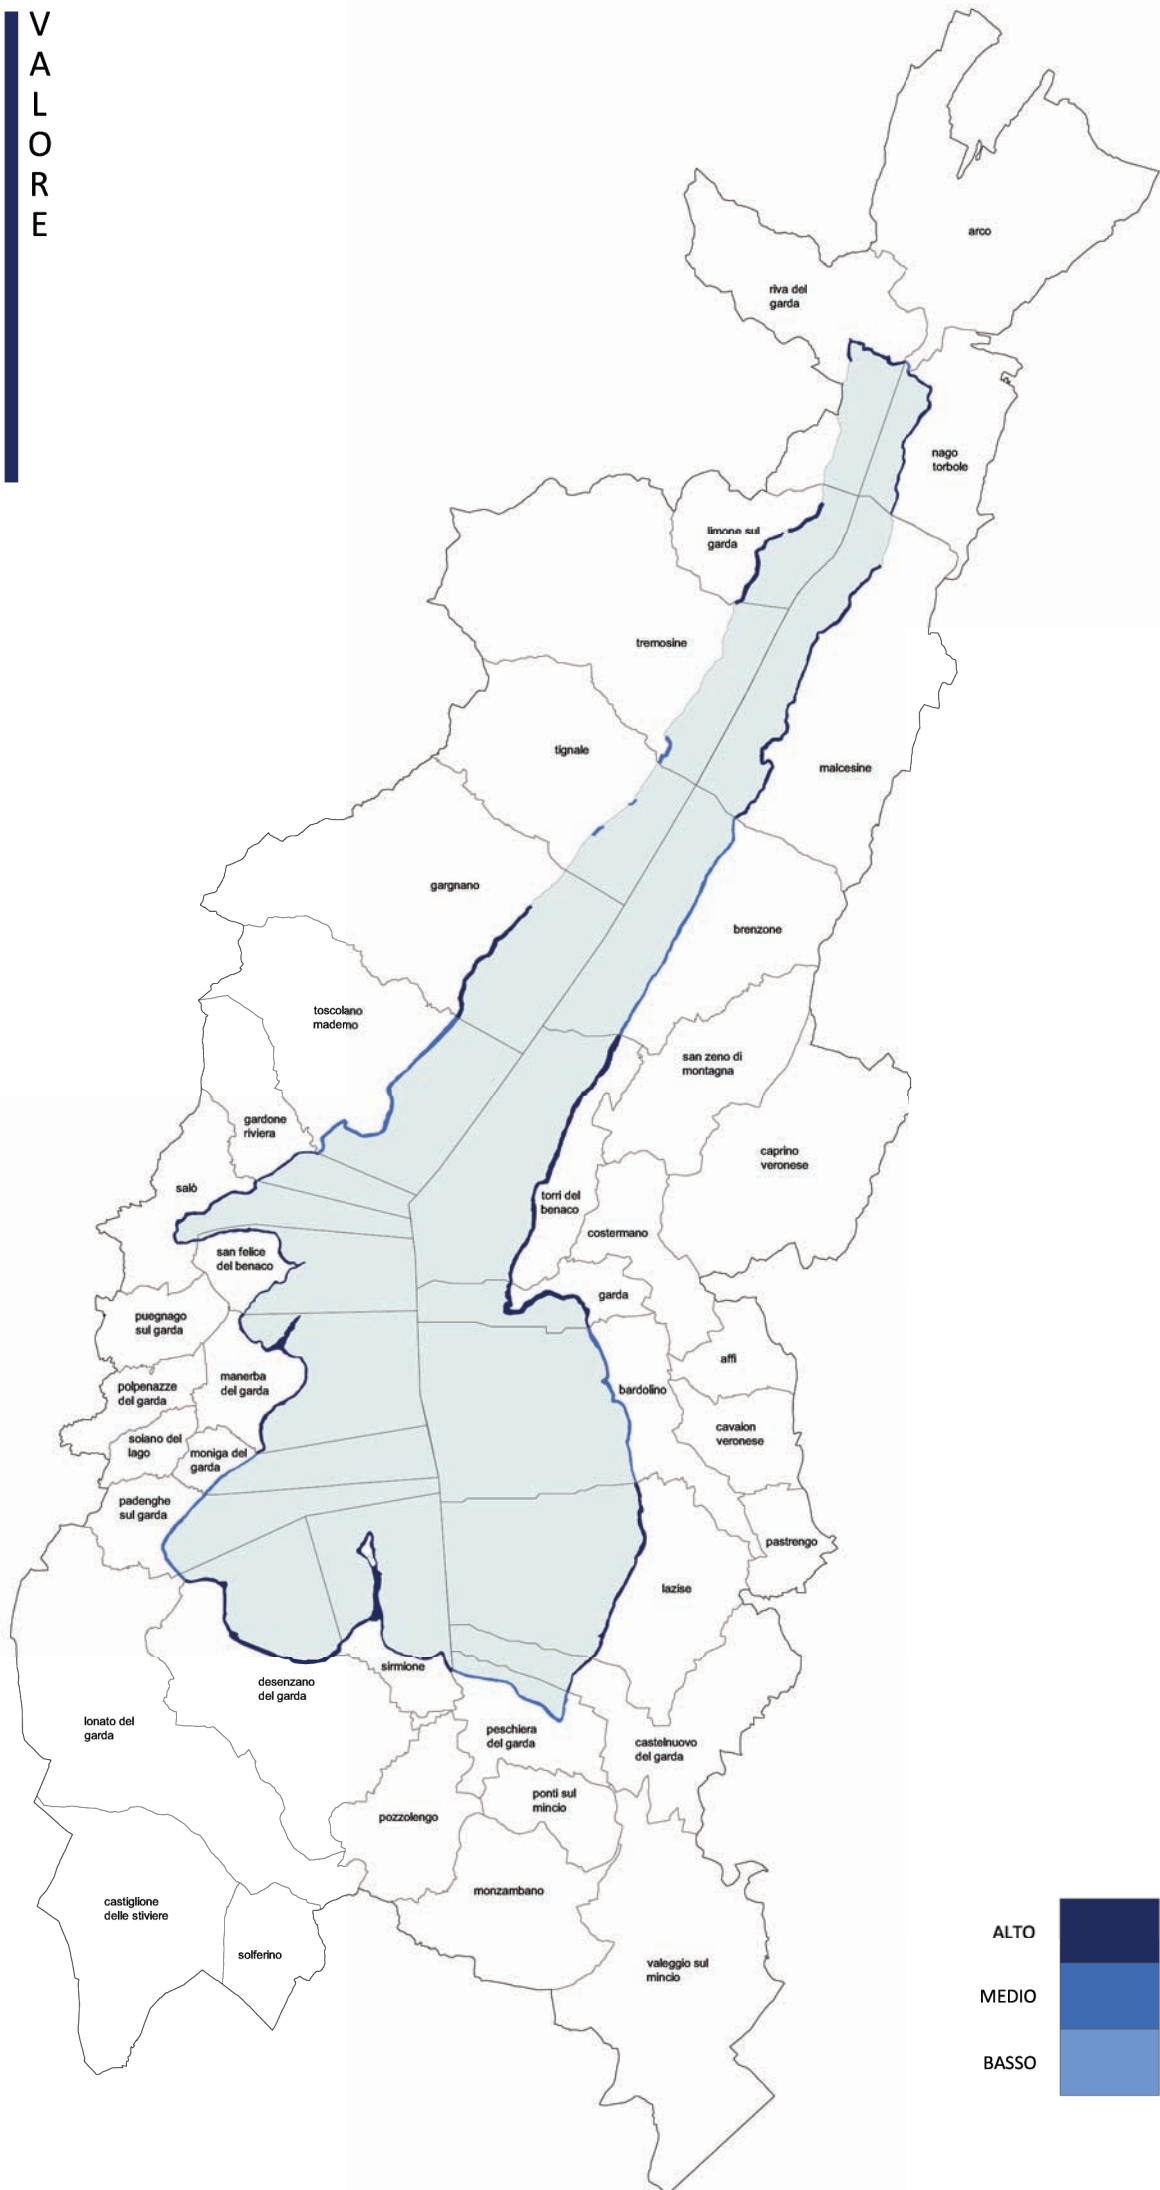 VALORE
arco
riva del
garda
nago
torbole
limone sul
garda
tremosine
tignale
malcesine
gargnano
brenzone
toscolano
maderno
san zeno di
montagna
gardone
riviera
caprino
veronese
salò
torri del
benaco
costermano
san felice
del benaco
garda
puegnago
sul garda
affi
manerba
del garda
polpenazze
del garda
bardolino
cavaion
veronese
soiano del
lago
moniga del
garda
padenghe
sul garda
pastrengo
lazise
sirmione
desenzano
del garda
lonato del
garda
peschiera
del garda
castelnuovo
del garda
ponti sul
mincio
pozzolengo
monzambano
castiglione
delle stiviere
solferino
valeggio sul
mincio
ALTO
MEDIO
BASSO